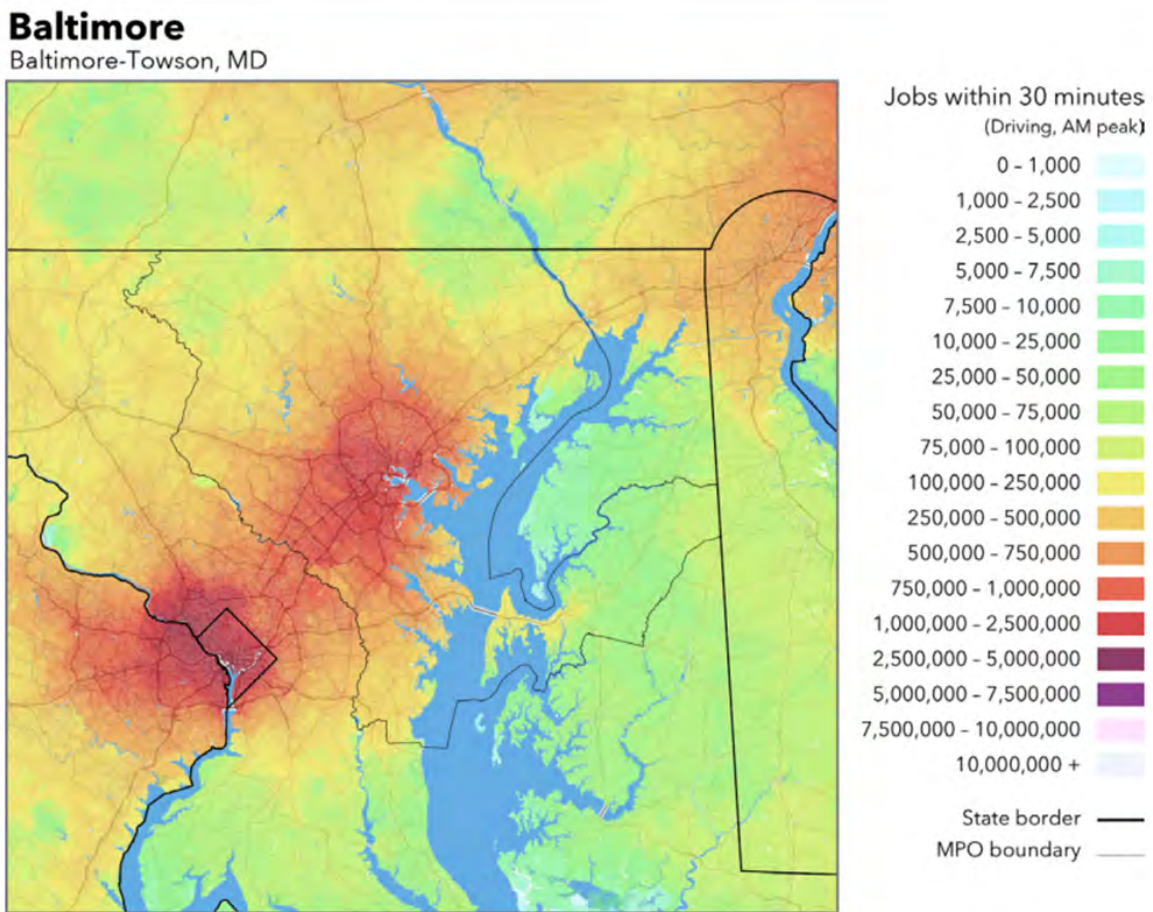 Baltimore
Baltimore-Towson, MD
Jobs within 30 minutes
(Driving, AM peak)
0 – 1,000
1,000 – 2,500
2,500 – 5,000
5,000 – 7,500
7,500 – 10,000
10,000 – 25,000
25,000 – 50,000
50,000 – 75,000
75,000 – 100,000
100,000 – 250,000
250,000 – 500,000
500,000 – 750,000
750,000 – 1,000,000
1,000,000 – 2,500,000
2,500,000 – 5,000,000
5,000,000 – 7,500,000
7,500,000 – 10,000,000
10,000,000 +
State border
MPO boundary